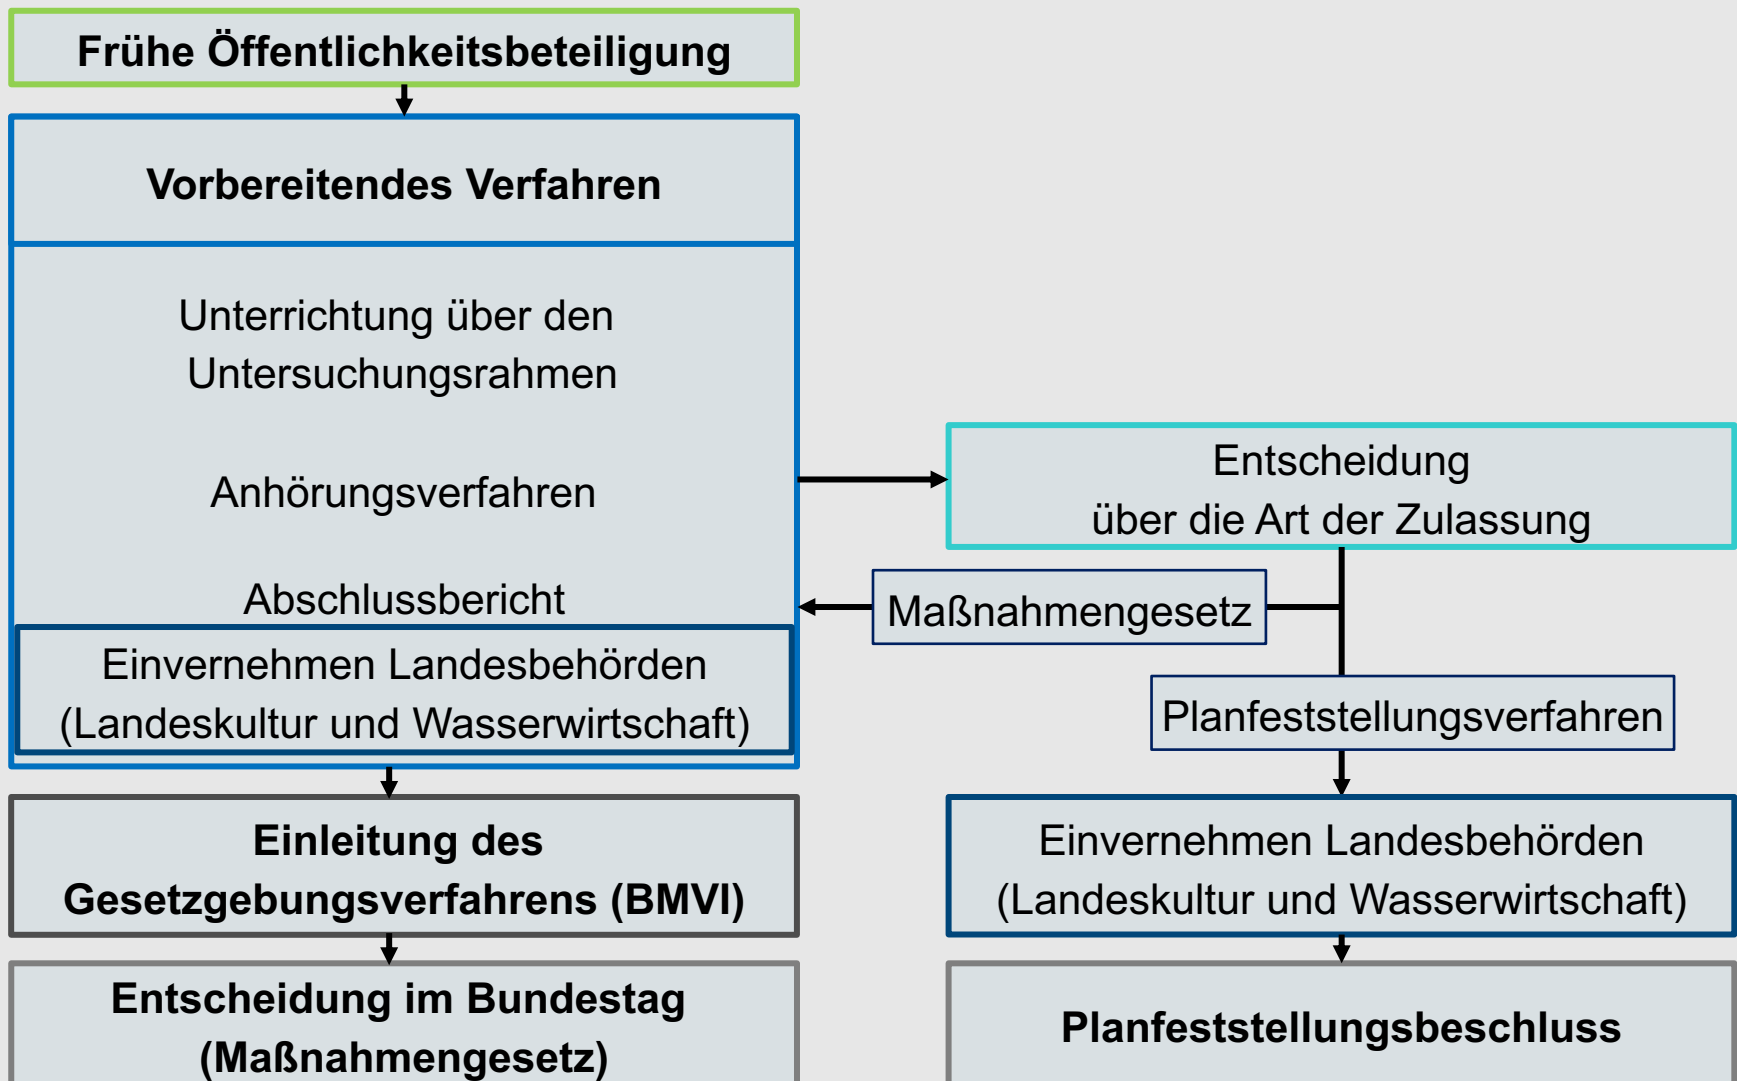 Frühe Öffentlichkeitsbeteiligung
Vorbereitendes Verfahren
Unterrichtung über den
Untersuchungsrahmen
Anhörungsverfahren
Abschlussbericht
Einvernehmen Landesbehörden
(Landeskultur und Wasserwirtschaft)
Einleitung des
Gesetzgebungsverfahrens (BMVI)
Entscheidung im Bundestag
(Maßnahmengesetz)
Entscheidung
über die Art der Zulassung
Maßnahmengesetz
Planfeststellungsverfahren
Einvernehmen Landesbehörden
(Landeskultur und Wasserwirtschaft)
Planfeststellungsbeschluss